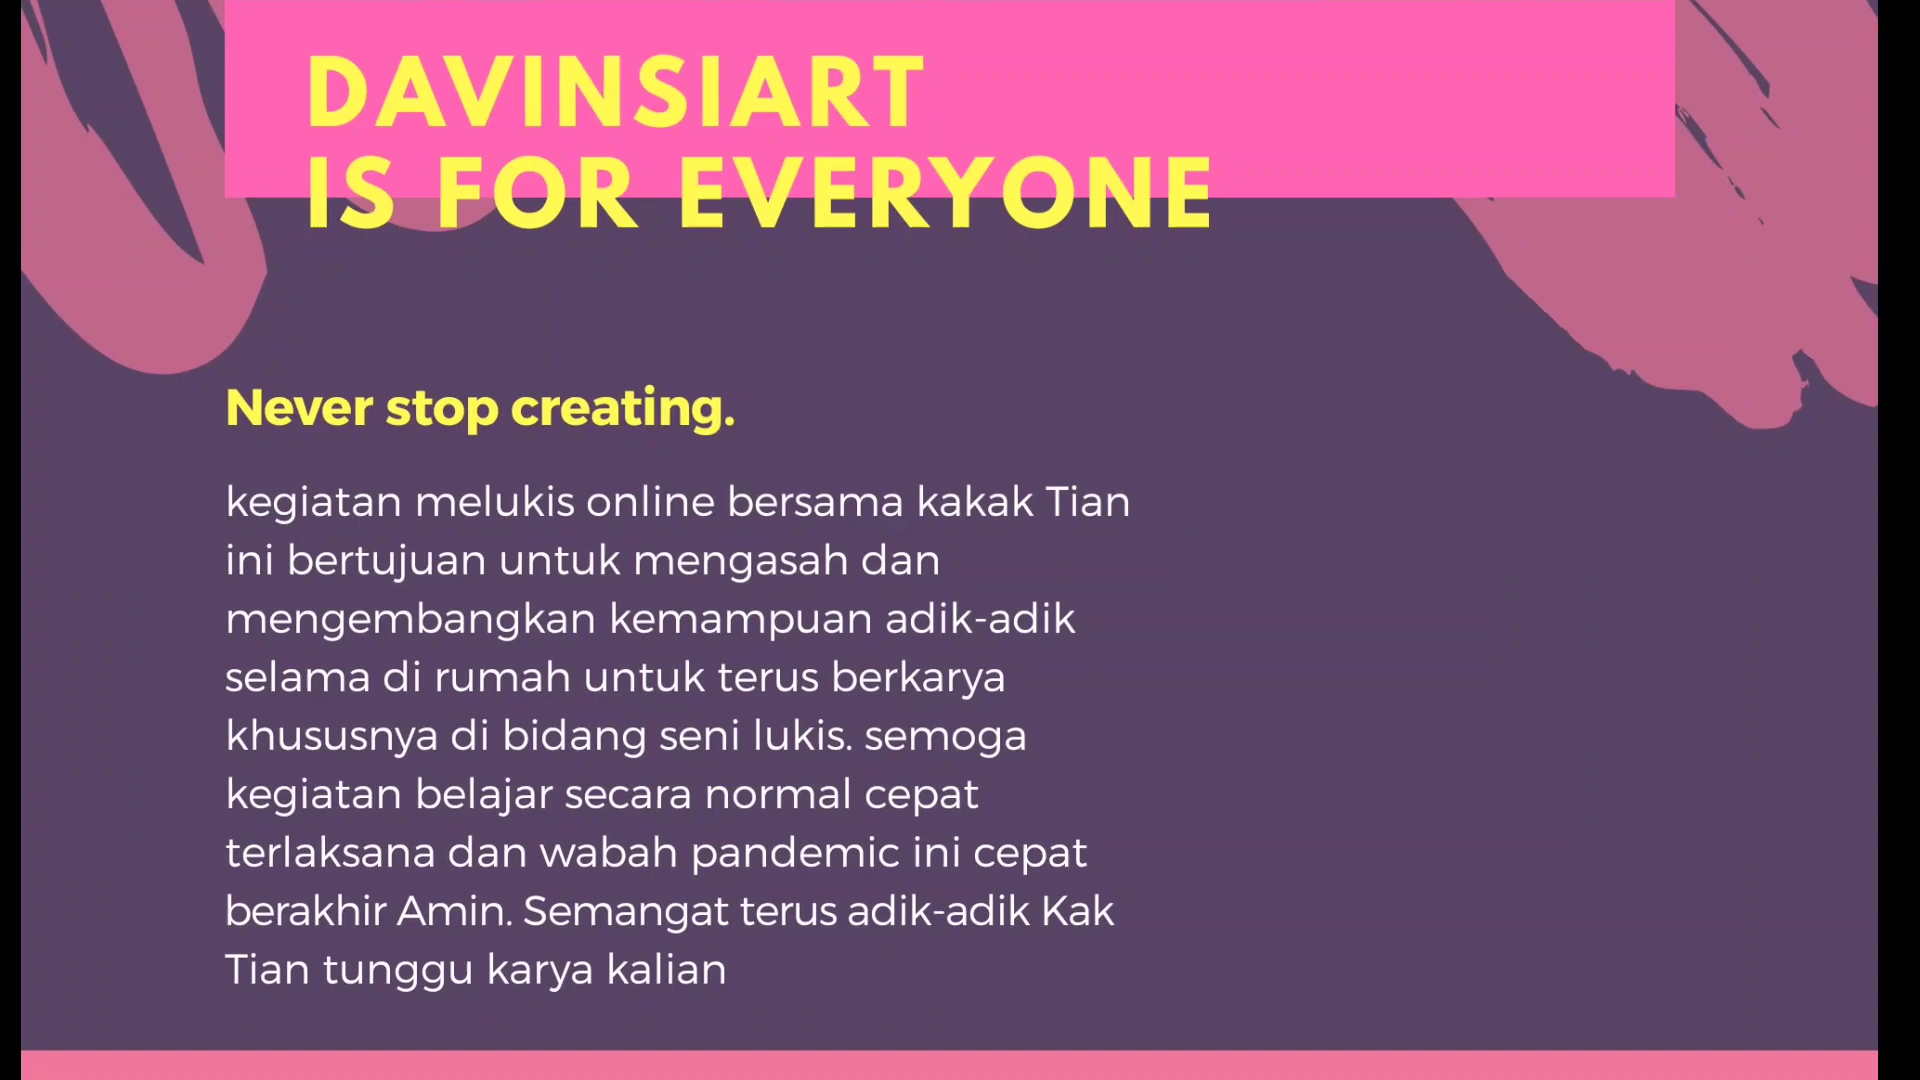 DAVINSIART
IS FOR EVERYONE
Never stop creating.
kegiatan melukis online bersama kakak Tian
ini bertujuan untuk mengasah dan
mengembangkan kemampuan adik-adik
selama di rumah untuk terus berkarya
khususnya di bidang seni lukis. semoga
kegiatan belajar secara normal cepat
terlaksana dan wabah pandemic ini cepat
berakhir Amin. Semangat terus adik-adik Kak
Tian tunggu karya kalian